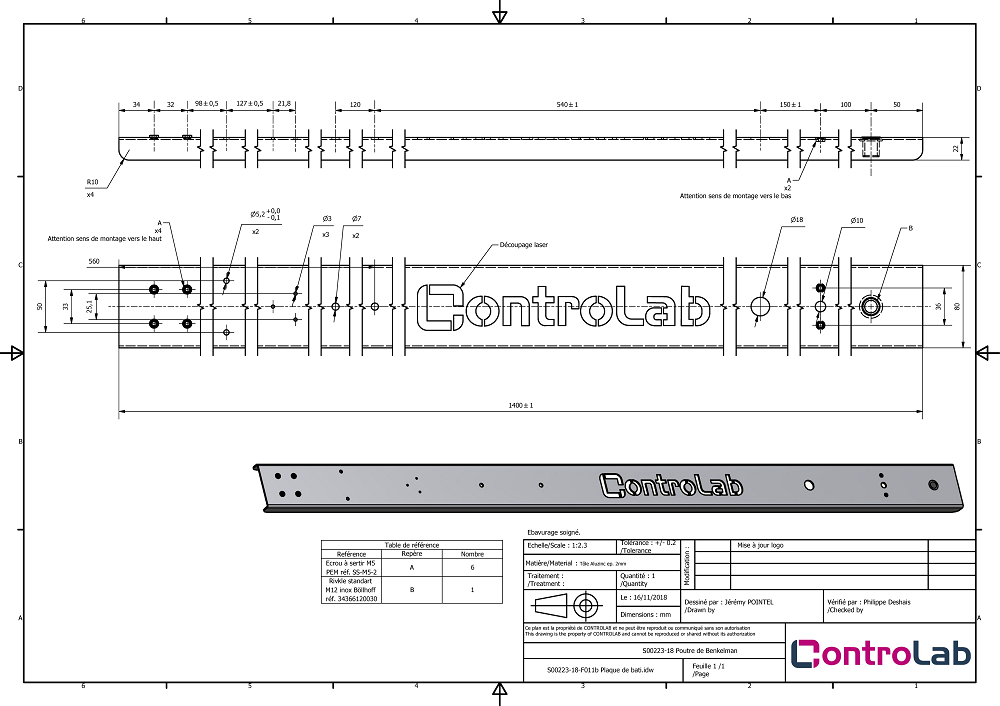 6 5 4 3 2 1
D D
34 32 98±0,5 127±0,5 21,8 120 540±1 150±1 100 50
22
R10
x4
A
x2
Attention sens de montage vers le bas
A
x4
Attention sens de montage vers le haut
Ø5,2 +0,0 -0,1
x2
Ø3
x3
Ø7
x2
Ø18
Ø10
B
Découpage laser
C C
560
50 33 25,1
ControLab
36 80
1400±1
B B
ControLab
Table de référence
Reférence Repère Nombre
Ecrou à sertir M5
PEM réf. SS-M5-2
A 6
Rivkle standart
M12 inox Böllhoff
réf. 34366120030
B 1
Ebavurage soigné.
Echelle/Scale : 1:2.3
Tolérance : +/- 0.2
/Tolerance
Modification :
Mise à jour logo
Matière/Material : Tôle Aluzinc ep. 2mm
Traitement :
/Treatment :
Quantité : 1
/Quantity
Le : 16/11/2018
Dimensions : mm
Dessiné par : Jérémy POINTEL
/Drawn by
Vérifié par : Philippe Deshais
/Checked by
A A
Ce plan est la propriété de CONTROLAB et ne peut être reproduit ou communiqué sans son autorisation
This drawing is the property of CONTROLAB and cannot be reproduced or shared without its authorization
S00223-18 Poutre de Benkelman
S00223-18-F011b Plaque de bati.idw
Feuille 1 /1
/Page
ControLab
6 5 4 3 2 1